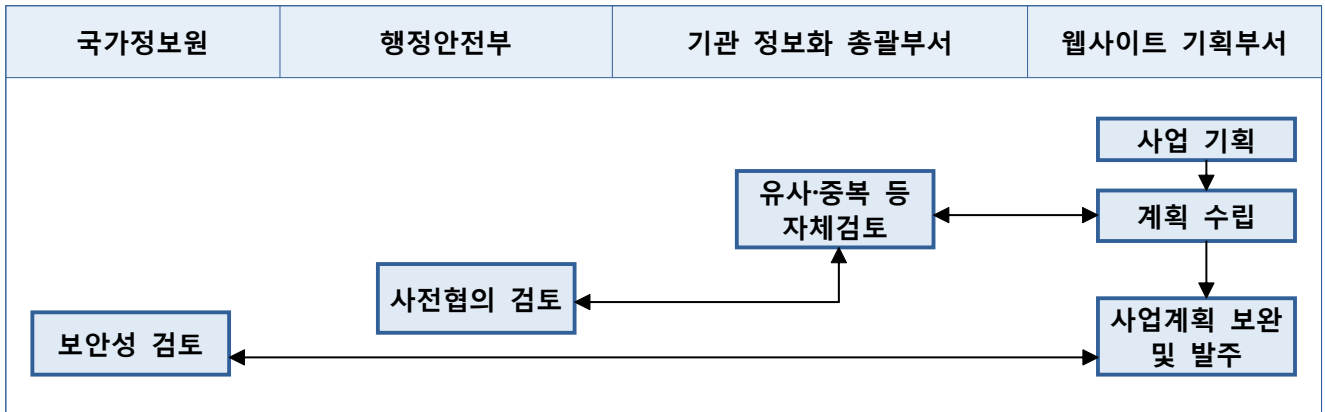 국가정보원
행정안전부
기관 정보화 총괄부서
웹사이트 기획부서
사업 기획
유사·중복 등
자체검토
계획 수립
사전협의 검토
보안성 검토
사업계획 보완
및 발주